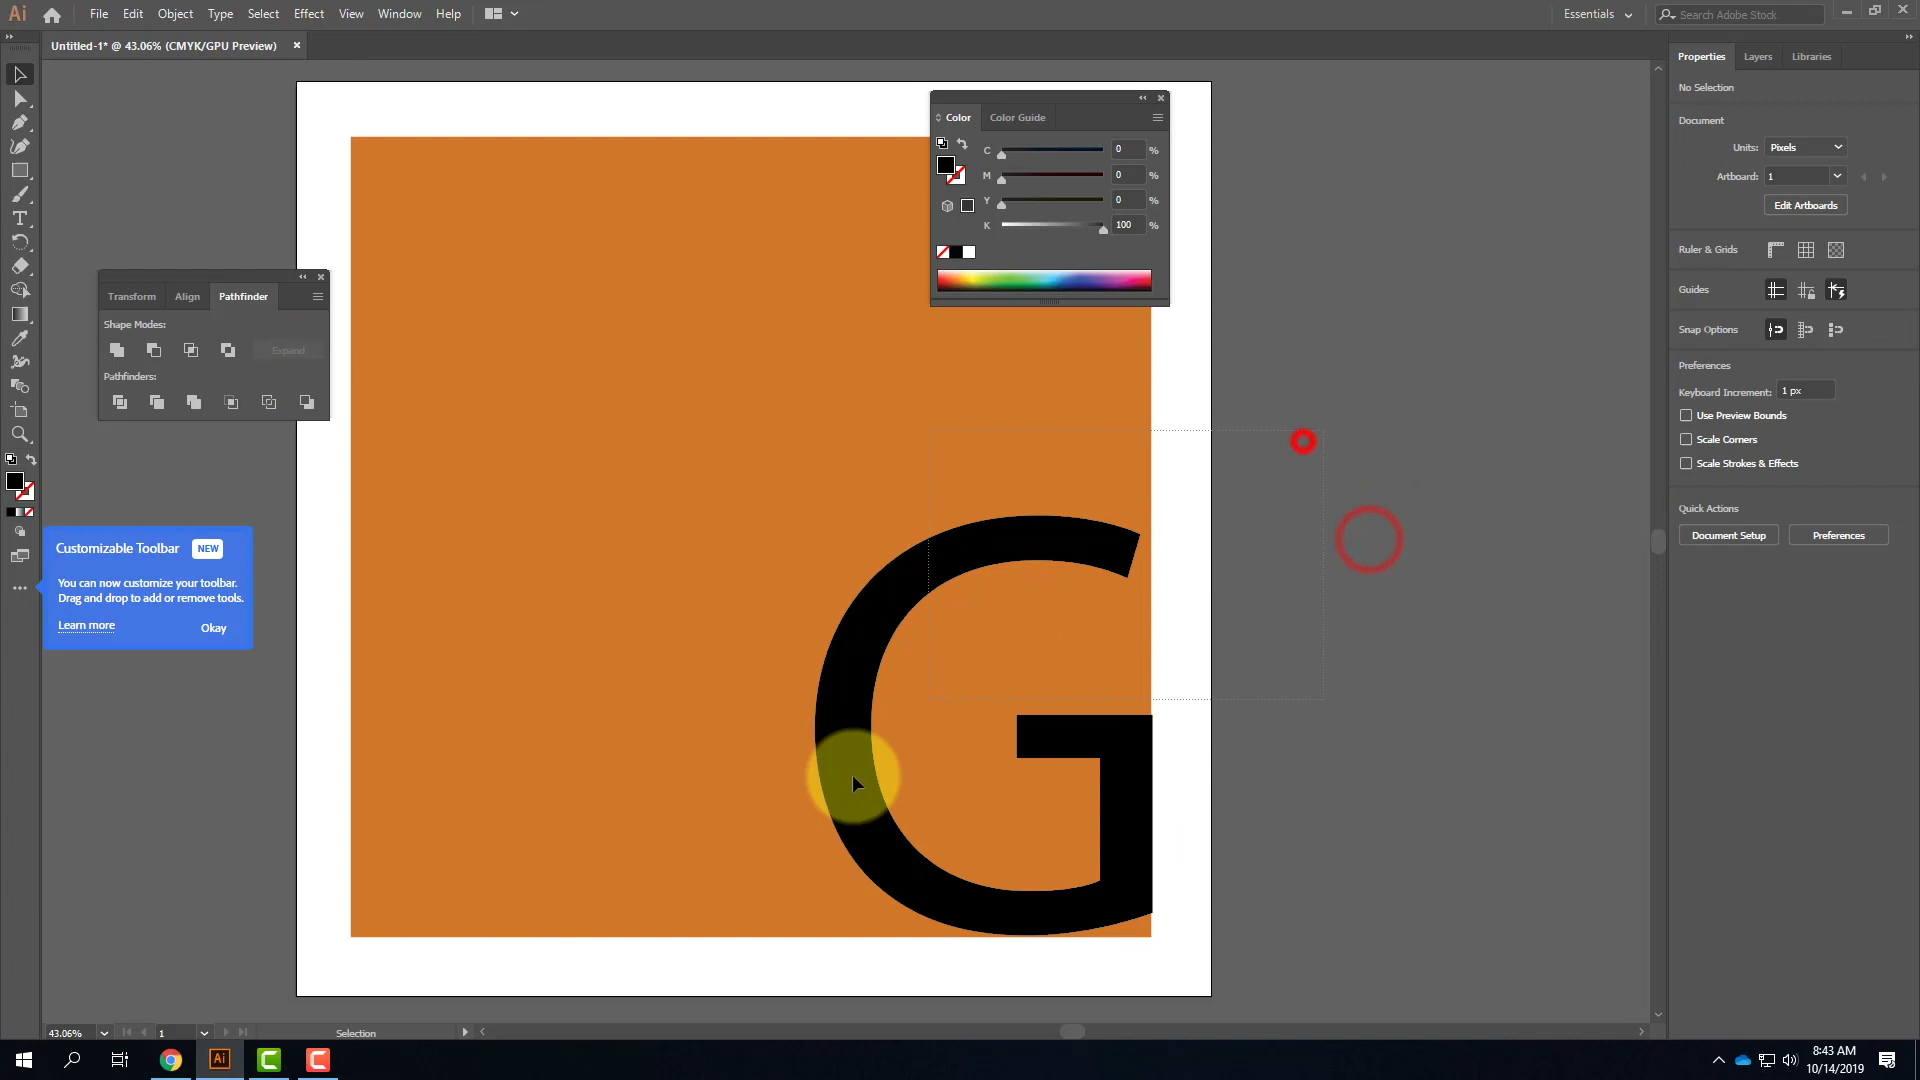 Ai File Edit Object Type Select Effect View Window Help Essentials Search Adobe Stock
Untitled-1* @ 43.06% (CMYK/GPU Preview)
Properties Layers Libraries
No Selection
Document
Units: Pixels
Artboard: 1
Edit Artboards
Ruler & Grids
Guides
Snap Options
Preferences
Keyboard Increment: 1 px
Use Preview Bounds
Scale Corners
Scale Strokes & Effects
Quick Actions
Document Setup Preferences
Color Color Guide
C 0 %
M 0 %
Y 0 %
K 100 %
Transform Align Pathfinder
Shape Modes:
Expand
Pathfinders:
Customizable Toolbar NEW
You can now customize your toolbar.
Drag and drop to add or remove tools.
Learn more Okay
G
43.06% 1 Selection
Ai
8:43 AM
10/14/2019